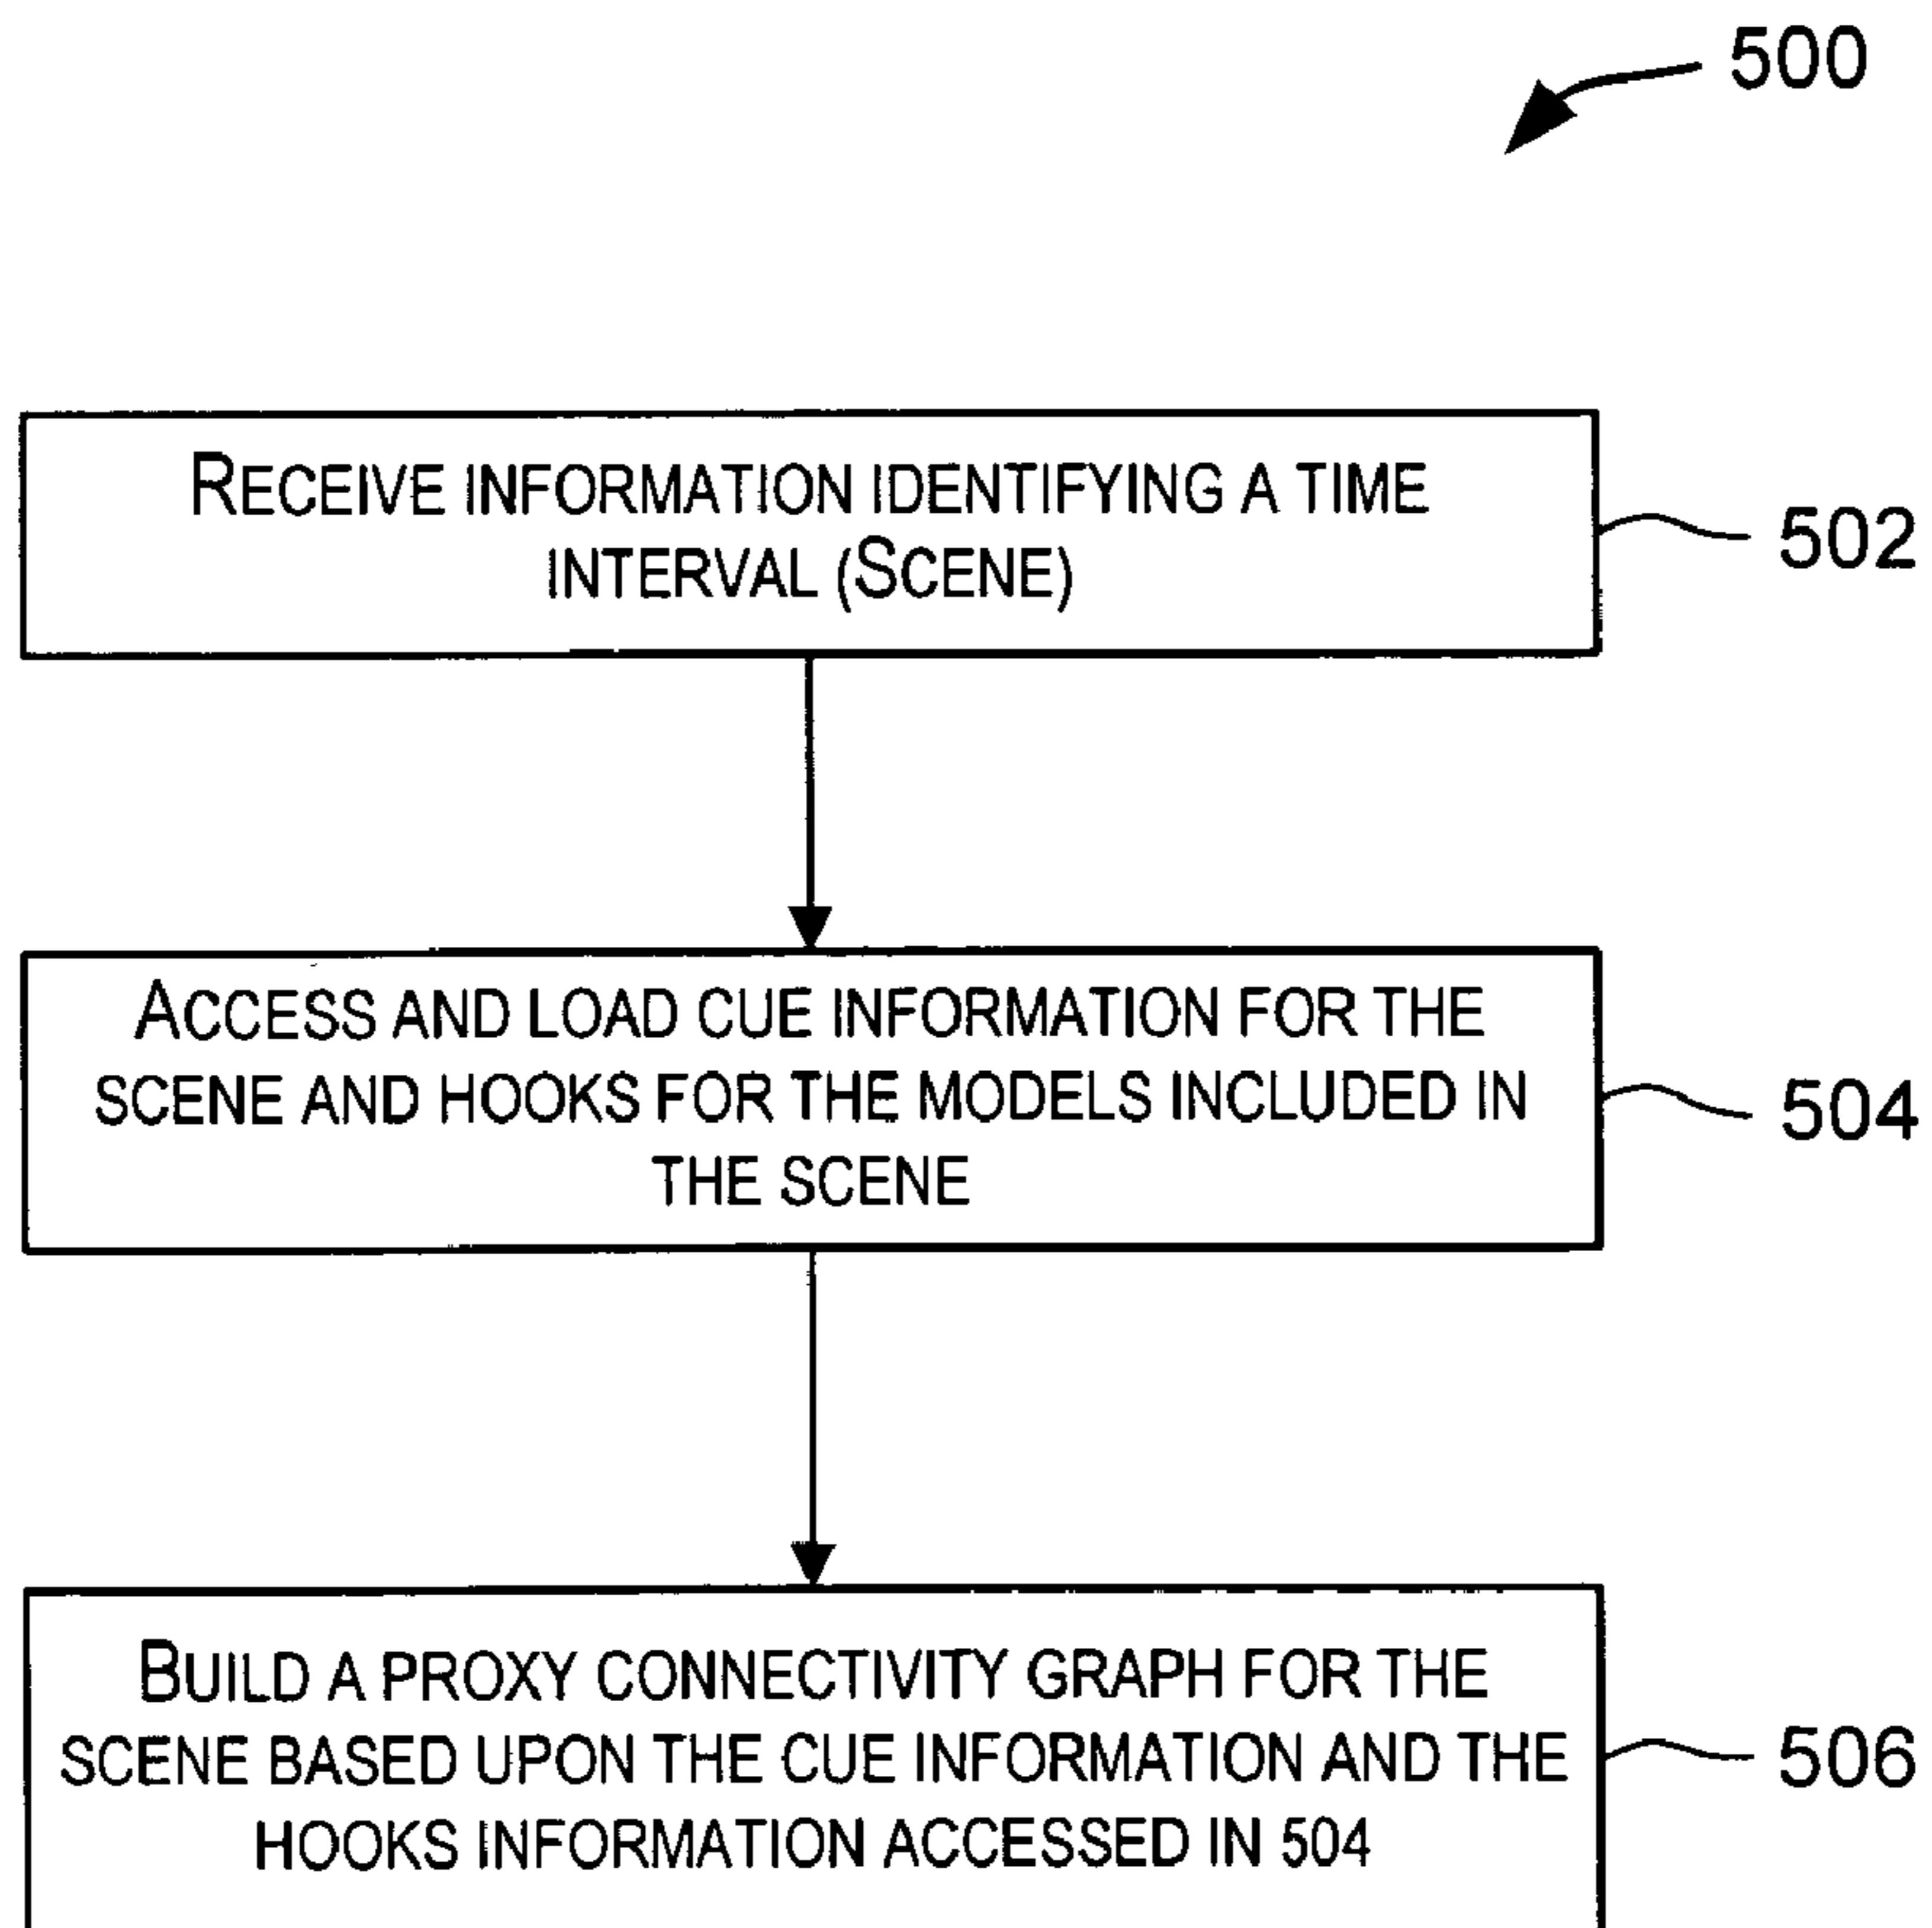 500
RECEIVE INFORMATION IDENTIFYING A TIME
INTERVAL (SCENE)
502
ACCESS AND LOAD CUE INFORMATION FOR THE
SCENE AND HOOKS FOR THE MODELS INCLUDED IN
THE SCENE
504
BUILD A PROXY CONNECTIVITY GRAPH FOR THE
SCENE BASED UPON THE CUE INFORMATION AND THE
HOOKS INFORMATION ACCESSED IN 504
506